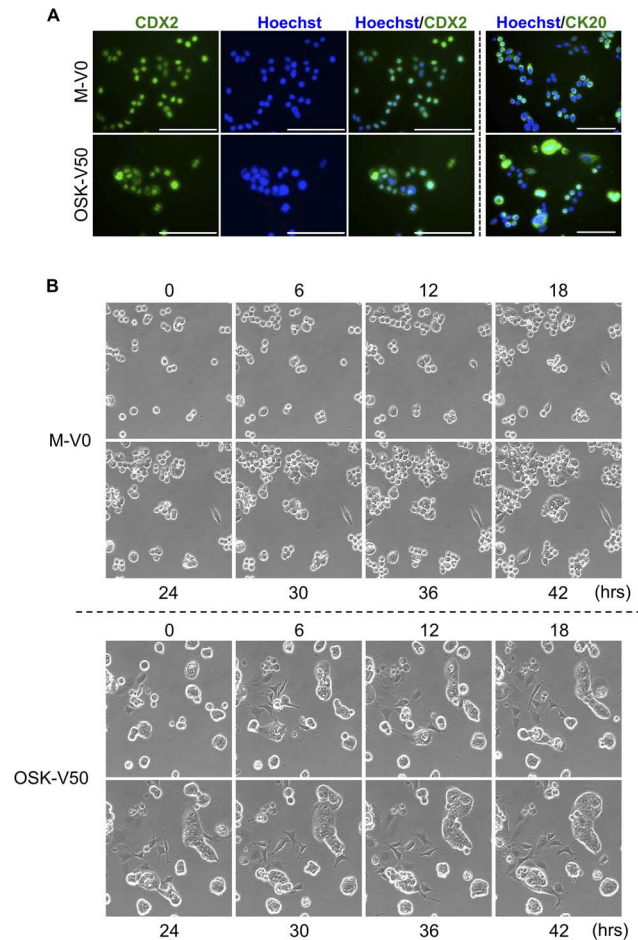 A
CDX2 Hoechst Hoechst/CDX2 Hoechst/CK20
M-V0
OSK-V50
B
0 6 12 18
M-V0
24 30 36 42 (hrs)
0 6 12 18
OSK-V50
24 30 36 42 (hrs)